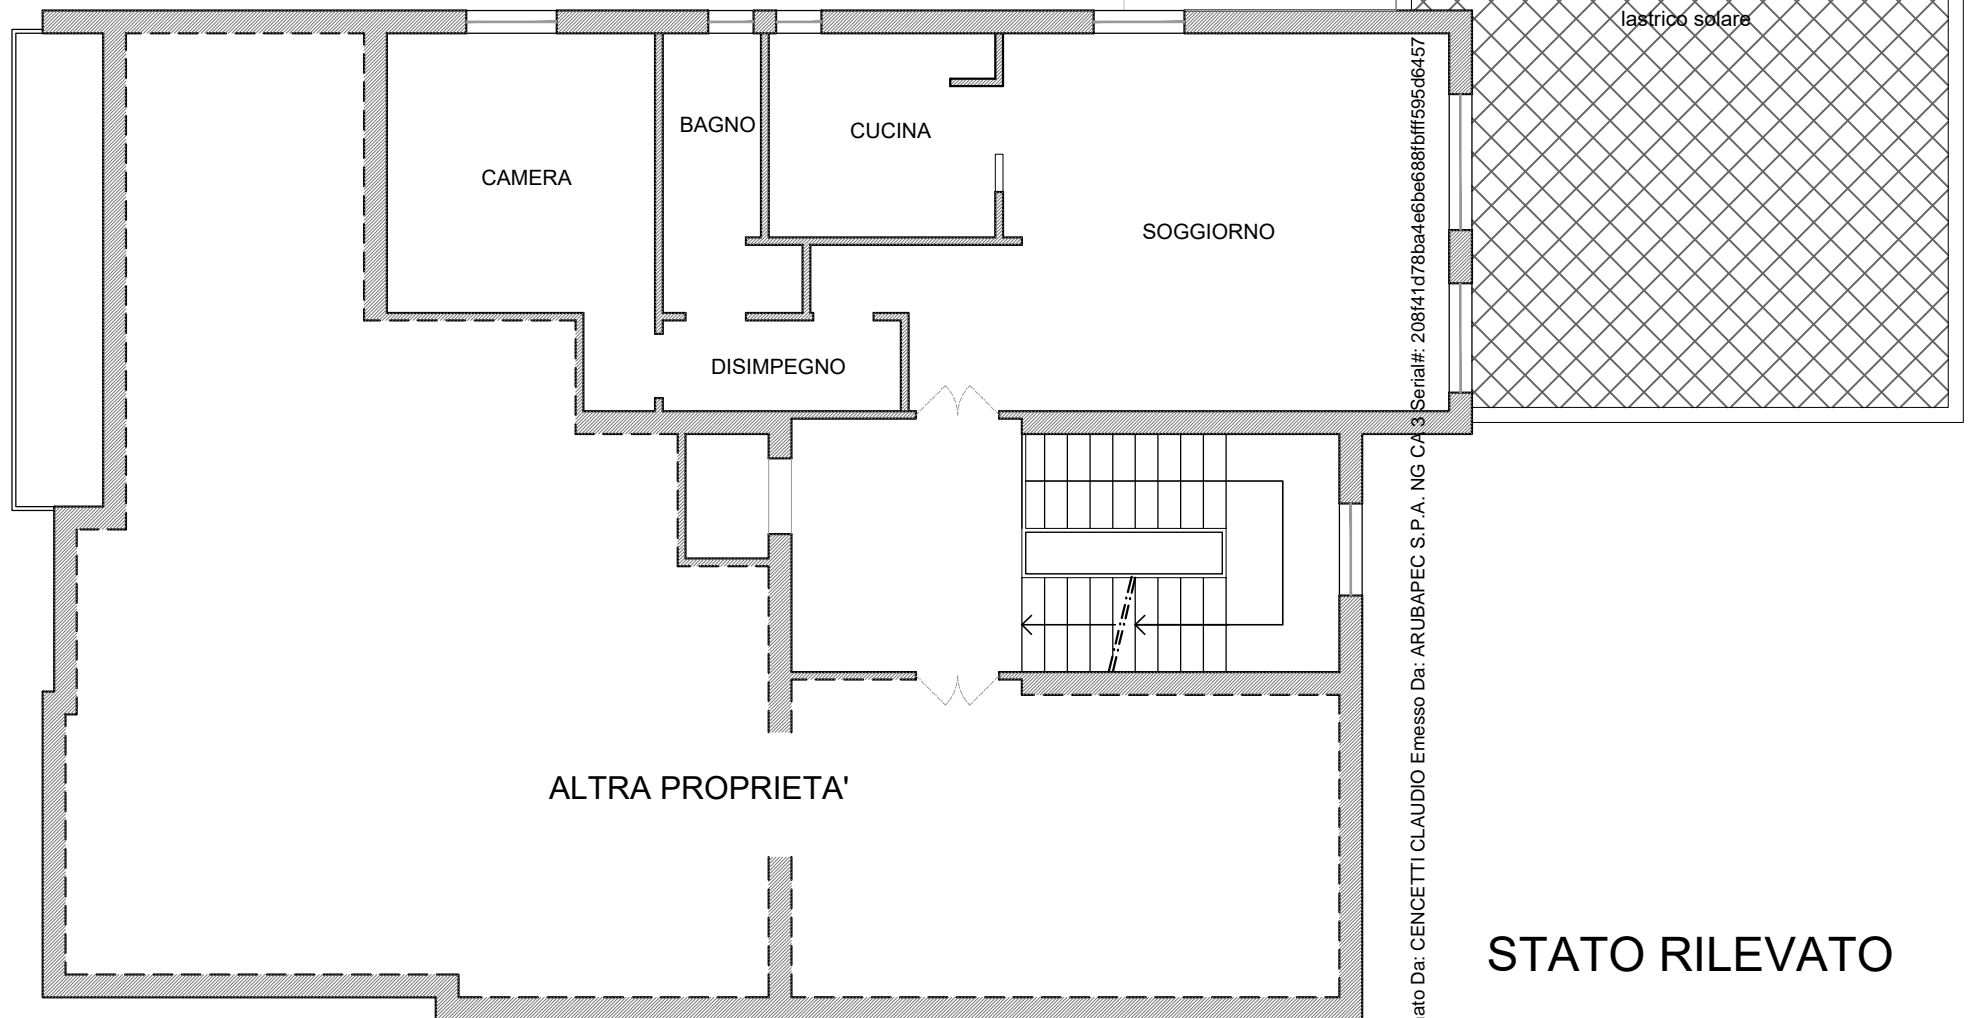 lastrico solare
BAGNO
CUCINA
CAMERA
SOGGIORNO
DISIMPEGNO
ALTRA PROPRIETA'
STATO RILEVATO
Da: CENCETTI CLAUDIO Emesso Da: ARUBAPEC S.P.A. NG CA 3 Serial#: 208f41d78ba4e6be688fbfff595d6457